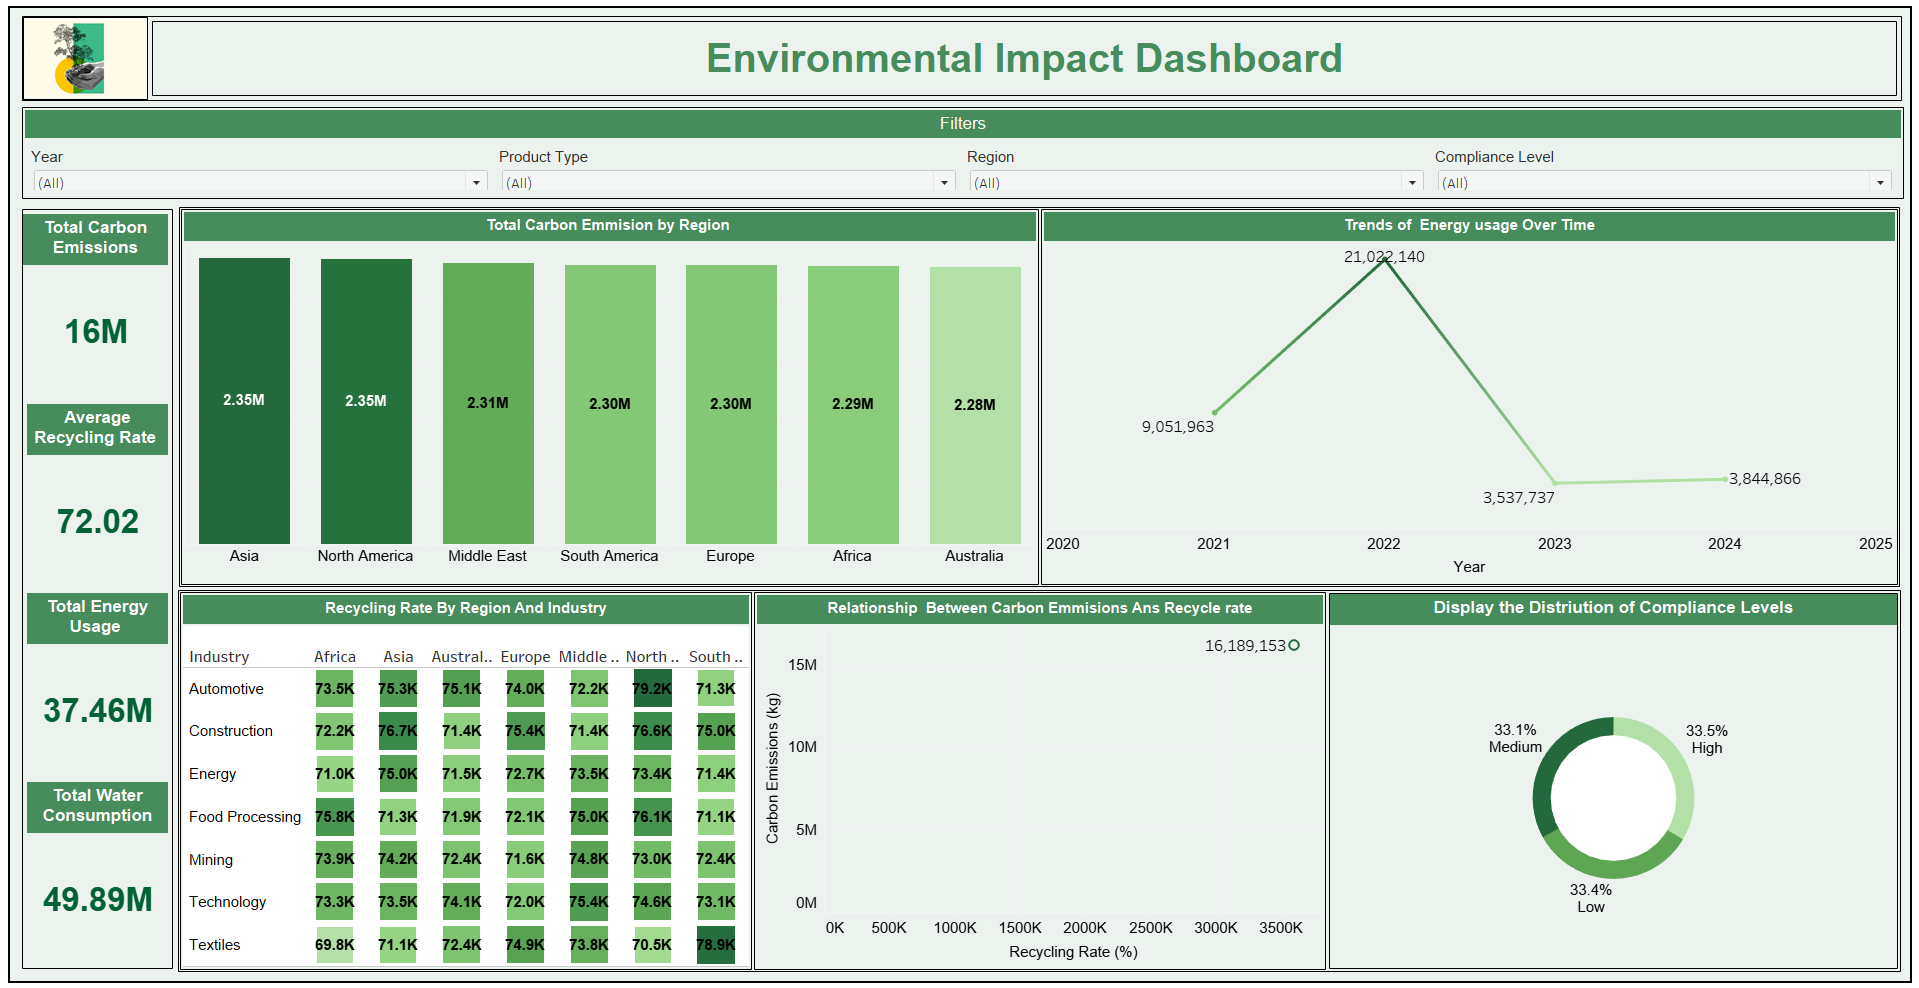 Environmental Impact Dashboard
Filters
Year
Product Type
Region
Compliance Level
(All)
(All)
(All)
(All)
Total Carbon
Emissions
16M
Average
Recycling Rate
72.02
Total Energy
Usage
37.46M
Total Water
Consumption
49.89M
Total Carbon Emmision by Region
2.35M
2.35M
2.31M
2.30M
2.30M
2.29M
2.28M
Asia
North America
Middle East
South America
Europe
Africa
Australia
Trends of  Energy usage Over Time
21,022,140
9,051,963
3,537,737
3,844,866
2020
2021
2022
2023
2024
2025
Year
Recycling Rate By Region And Industry
Industry Africa Asia Austral.. Europe Middle .. North .. South ..
Automotive 73.5K 75.3K 75.1K 74.0K 72.2K 79.2K 71.3K
Construction 72.2K 76.7K 71.4K 75.4K 71.4K 76.6K 75.0K
Energy 71.0K 75.0K 71.5K 72.7K 73.5K 73.4K 71.4K
Food Processing 75.8K 71.3K 71.9K 72.1K 75.0K 76.1K 71.1K
Mining 73.9K 74.2K 72.4K 71.6K 74.8K 73.0K 72.4K
Technology 73.3K 73.5K 74.1K 72.0K 75.4K 74.6K 73.1K
Textiles 69.8K 71.1K 72.4K 74.9K 73.8K 70.5K 78.9K
Relationship  Between Carbon Emmisions Ans Recycle rate
16,189,153
15M
10M
5M
0M
Carbon Emissions (kg)
0K
500K
1000K
1500K
2000K
2500K
3000K
3500K
Recycling Rate (%)
Display the Distriution of Compliance Levels
33.1%
Medium
33.5%
High
33.4%
Low